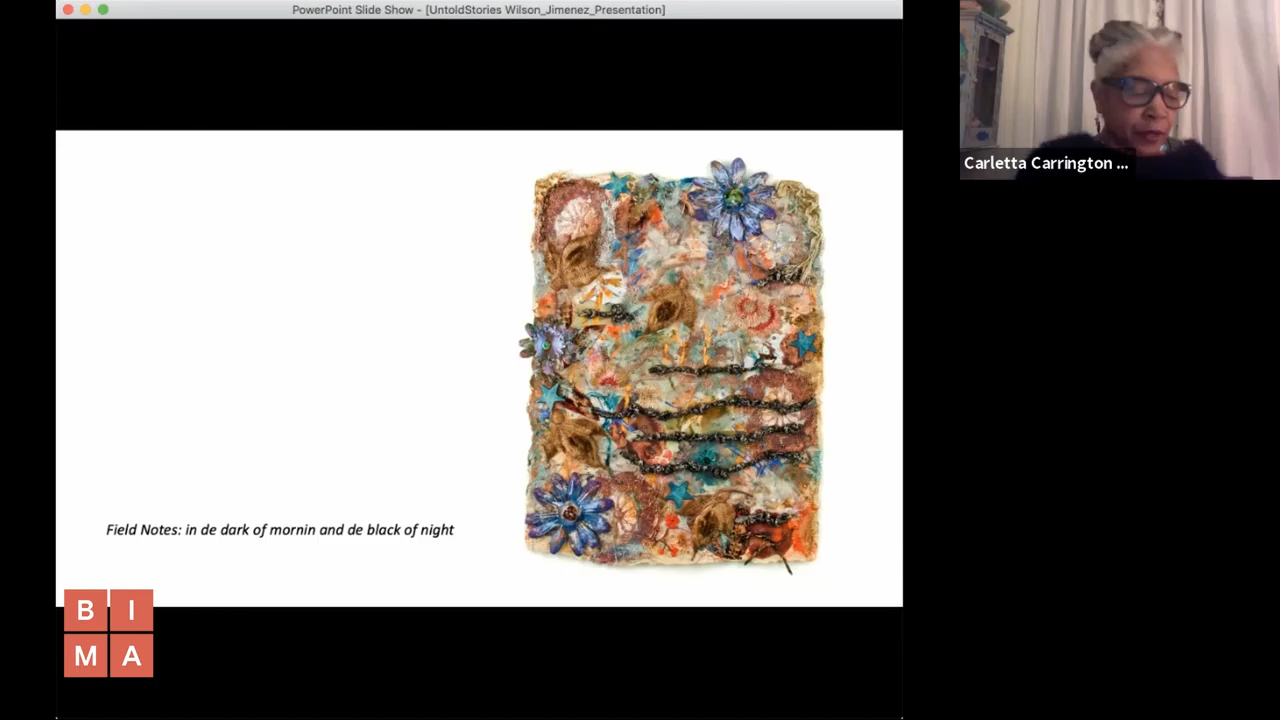 PowerPoint Slide Show - [UntoldStories Wilson_Jimenez_Presentation]
Carletta Carrington ...
Field Notes: in de dark of mornin and de black of night
B I
M A